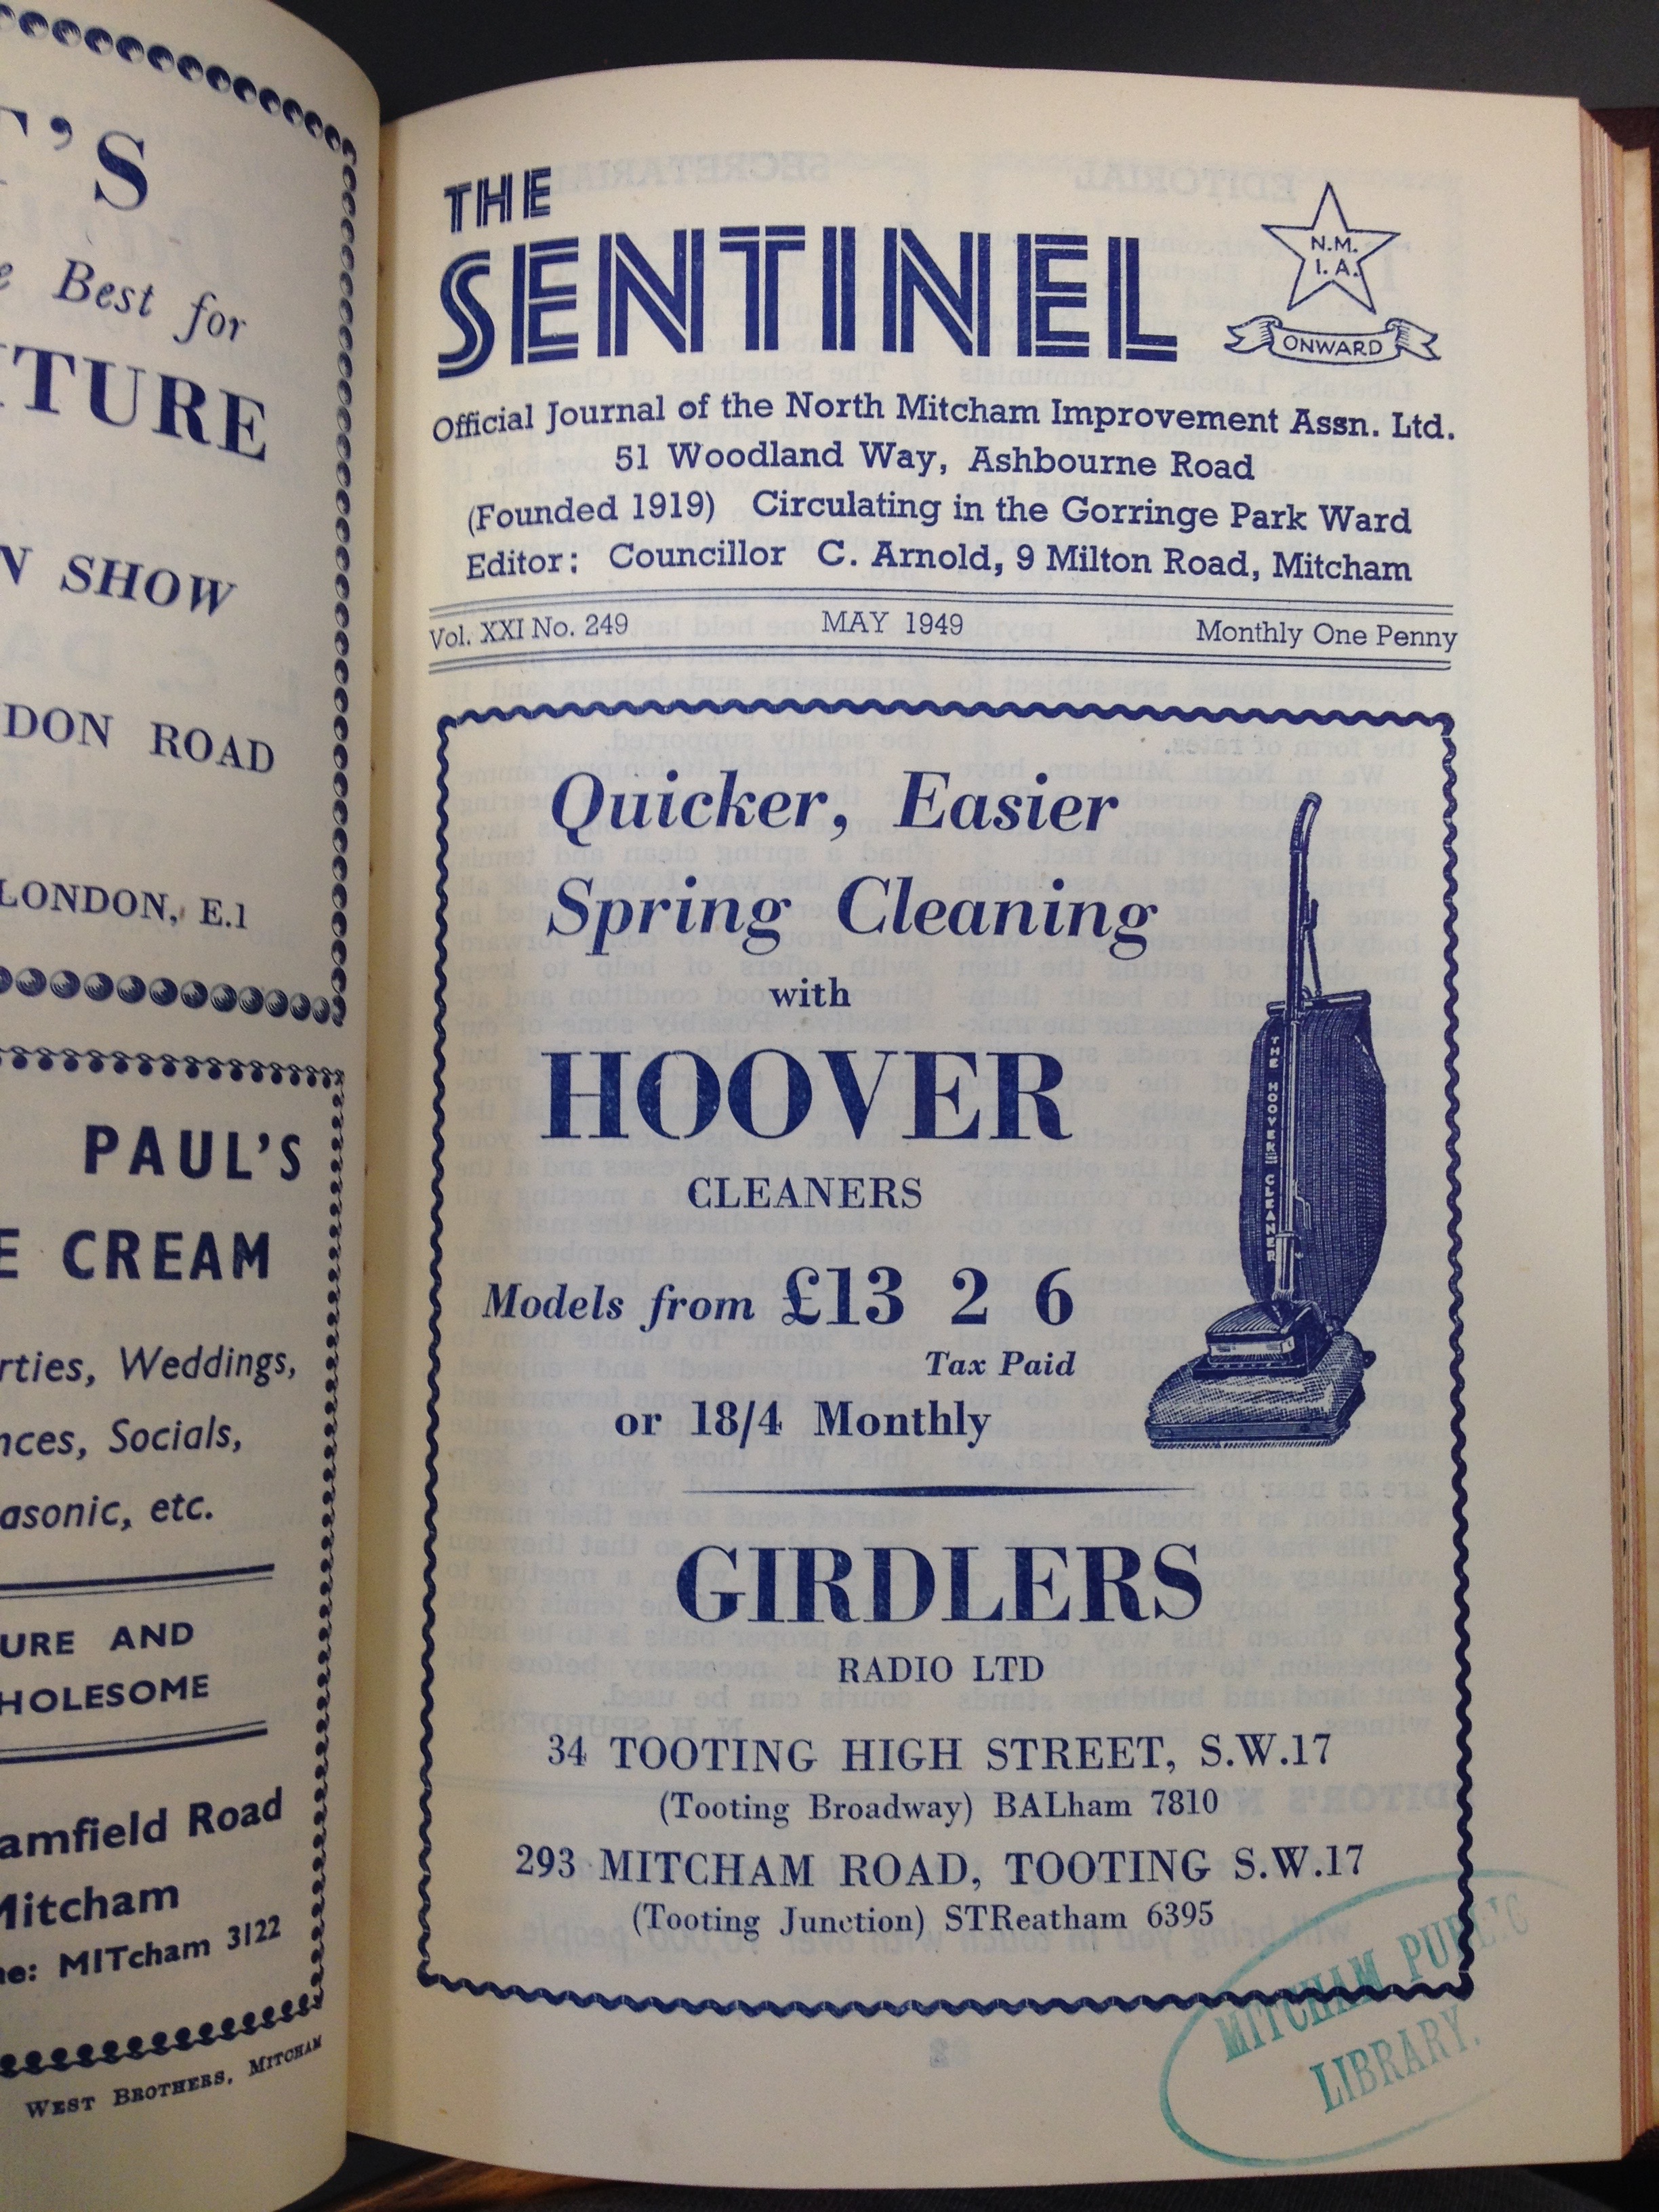 T'S
Best for
TURE
N SHOW
DON ROAD
LONDON, E.1
PAUL'S
E CREAM
rties, Weddings,
nces, Socials,
asonic, etc.
URE AND
HOLESOME
amfield Road
Mitcham
ne: MITcham 3122
WEST BROTHERS, MITCHAM
THE
SENTINEL
N.M.
I.A.
ONWARD
Official Journal of the North Mitcham Improvement Assn. Ltd.
51 Woodland Way, Ashbourne Road
(Founded 1919) Circulating in the Gorringe Park Ward
Editor: Councillor C. Arnold, 9 Milton Road, Mitcham
Vol. XXI No. 249 MAY 1949 Monthly One Penny
Quicker, Easier
Spring Cleaning
with
HOOVER
CLEANERS
THE HOOVER CLEANER
Models from £13 2 6
Tax Paid
or 18/4 Monthly
GIRDLERS
RADIO LTD
34 TOOTING HIGH STREET, S.W.17
(Tooting Broadway) BALham 7810
293 MITCHAM ROAD, TOOTING S.W.17
(Tooting Junction) STReatham 6395
MITCHAM PUBLIC
LIBRARY.